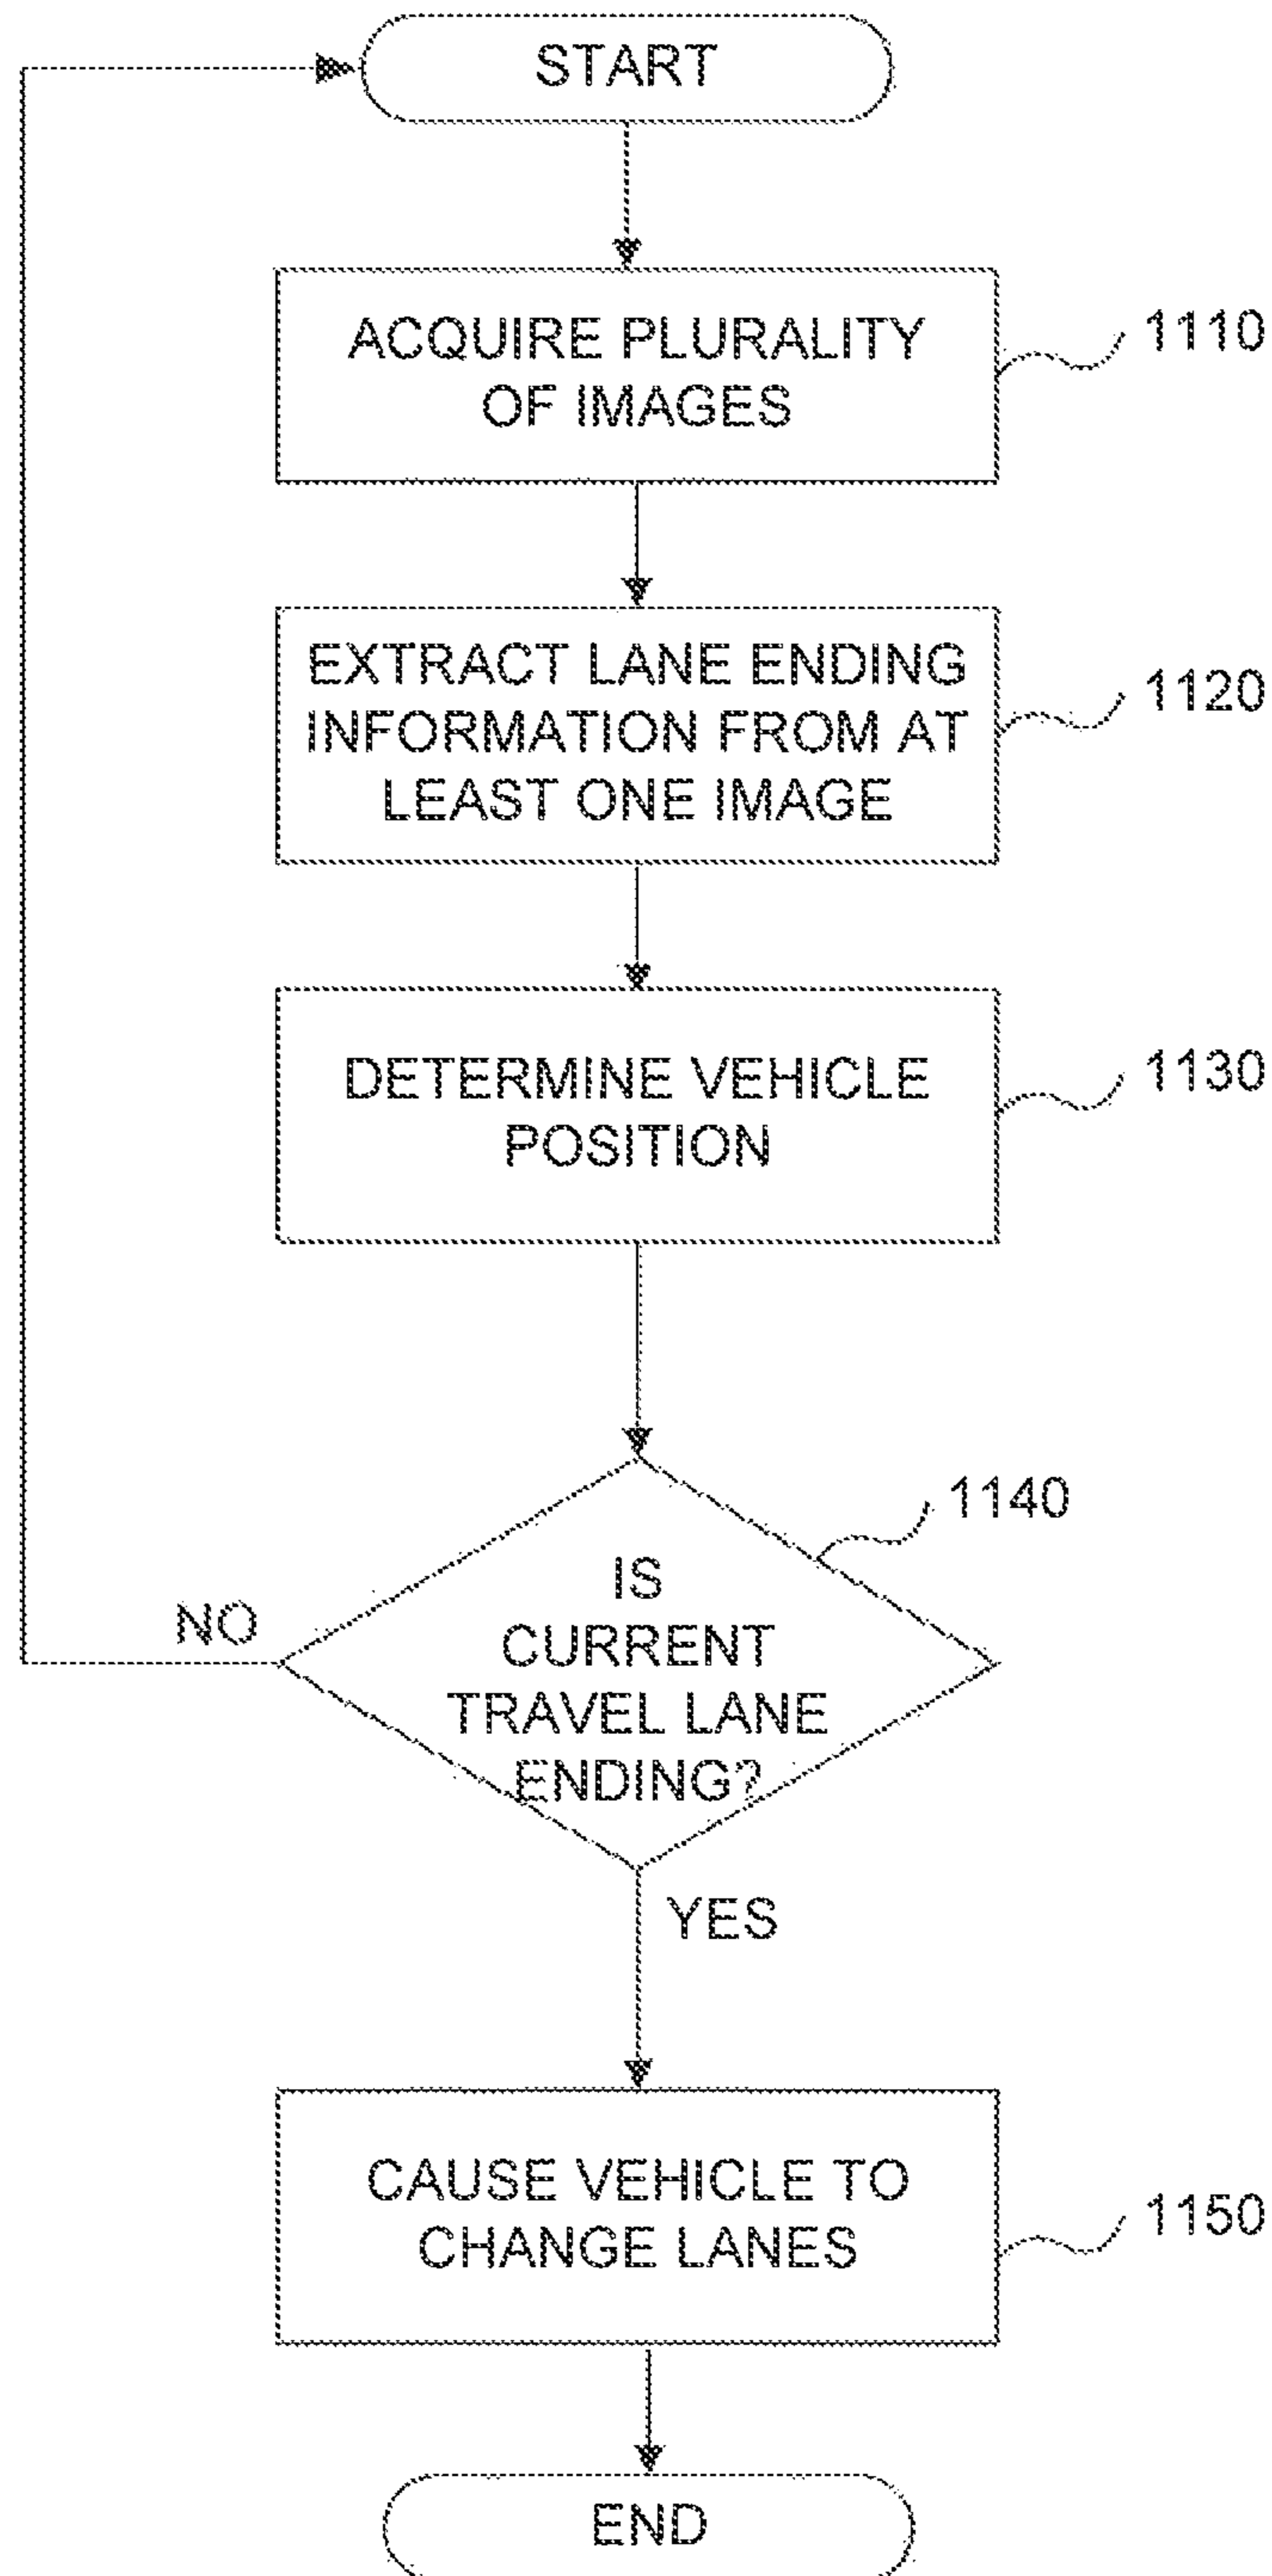 START
ACQUIRE PLURALITY
OF IMAGES
1110
EXTRACT LANE ENDING
INFORMATION FROM AT
LEAST ONE IMAGE
1120
DETERMINE VEHICLE
POSITION
1130
1140
IS
CURRENT
TRAVEL LANE
ENDING?
NO
YES
CAUSE VEHICLE TO
CHANGE LANES
1150
END